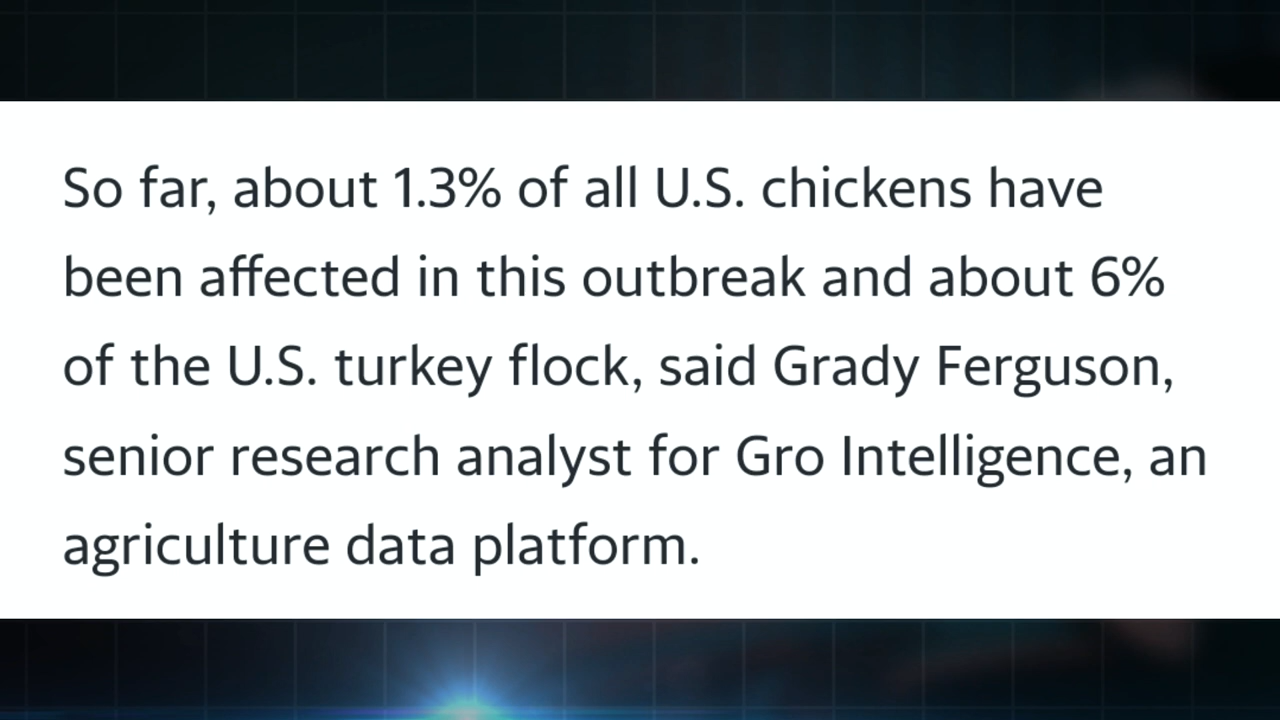 So far, about 1.3% of all U.S. chickens have
been affected in this outbreak and about 6%
of the U.S. turkey flock, said Grady Ferguson,
senior research analyst for Gro Intelligence, an
agriculture data platform.